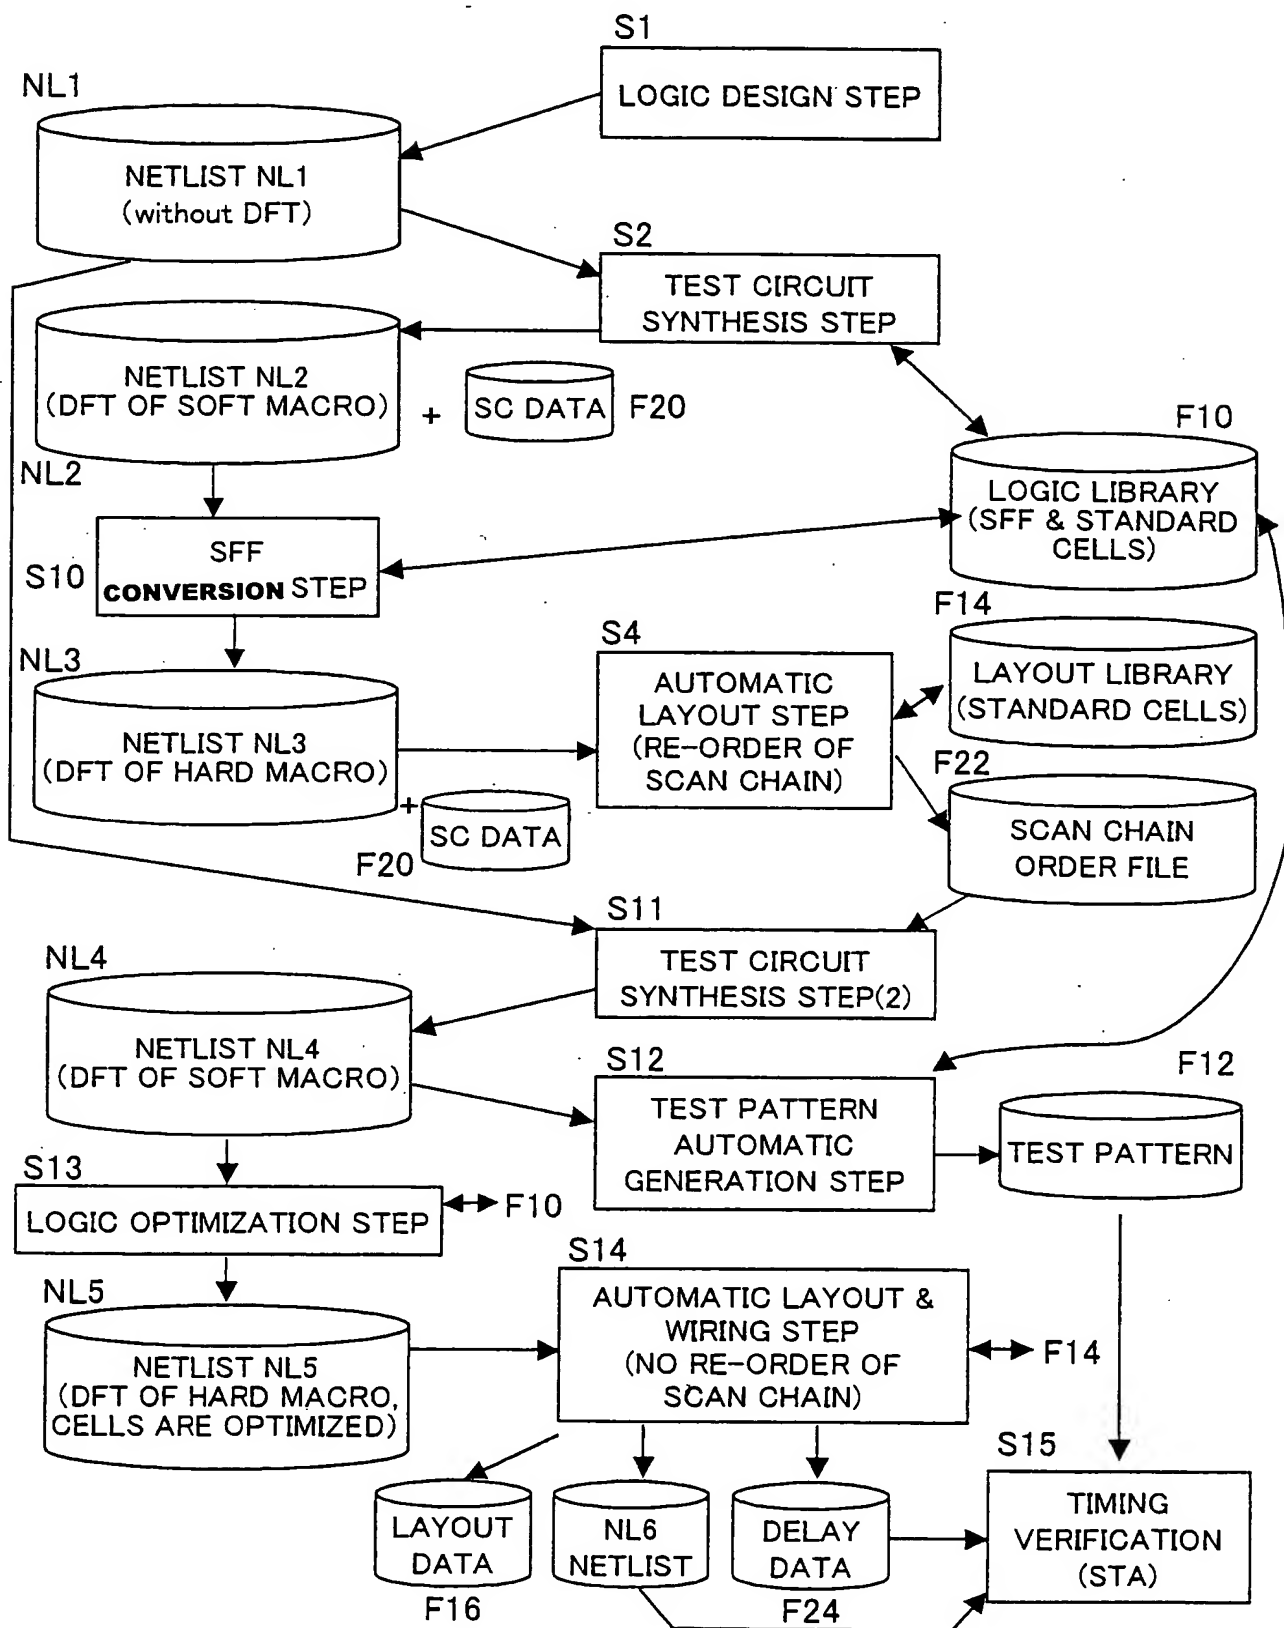 S1
LOGIC DESIGN STEP
NL1
NETLIST NL1
(without DFT)
S2
TEST CIRCUIT
SYNTHESIS STEP
NETLIST NL2
(DFT OF SOFT MACRO)
+
SC DATA
F20
NL2
F10
LOGIC LIBRARY
(SFF & STANDARD
CELLS)
S10
SFF
CONVERSION STEP
F14
LAYOUT LIBRARY
(STANDARD CELLS)
NL3
NETLIST NL3
(DFT OF HARD MACRO)
+
SC DATA
F20
S4
AUTOMATIC
LAYOUT STEP
(RE-ORDER OF
SCAN CHAIN)
F22
SCAN CHAIN
ORDER FILE
S11
TEST CIRCUIT
SYNTHESIS STEP(2)
NL4
NETLIST NL4
(DFT OF SOFT MACRO)
S12
TEST PATTERN
AUTOMATIC
GENERATION STEP
F12
TEST PATTERN
S13
LOGIC OPTIMIZATION STEP
F10
NL5
NETLIST NL5
(DFT OF HARD MACRO,
CELLS ARE OPTIMIZED)
S14
AUTOMATIC LAYOUT &
WIRING STEP
(NO RE-ORDER OF
SCAN CHAIN)
F14
LAYOUT
DATA
F16
NL6
NETLIST
DELAY
DATA
F24
S15
TIMING
VERIFICATION
(STA)